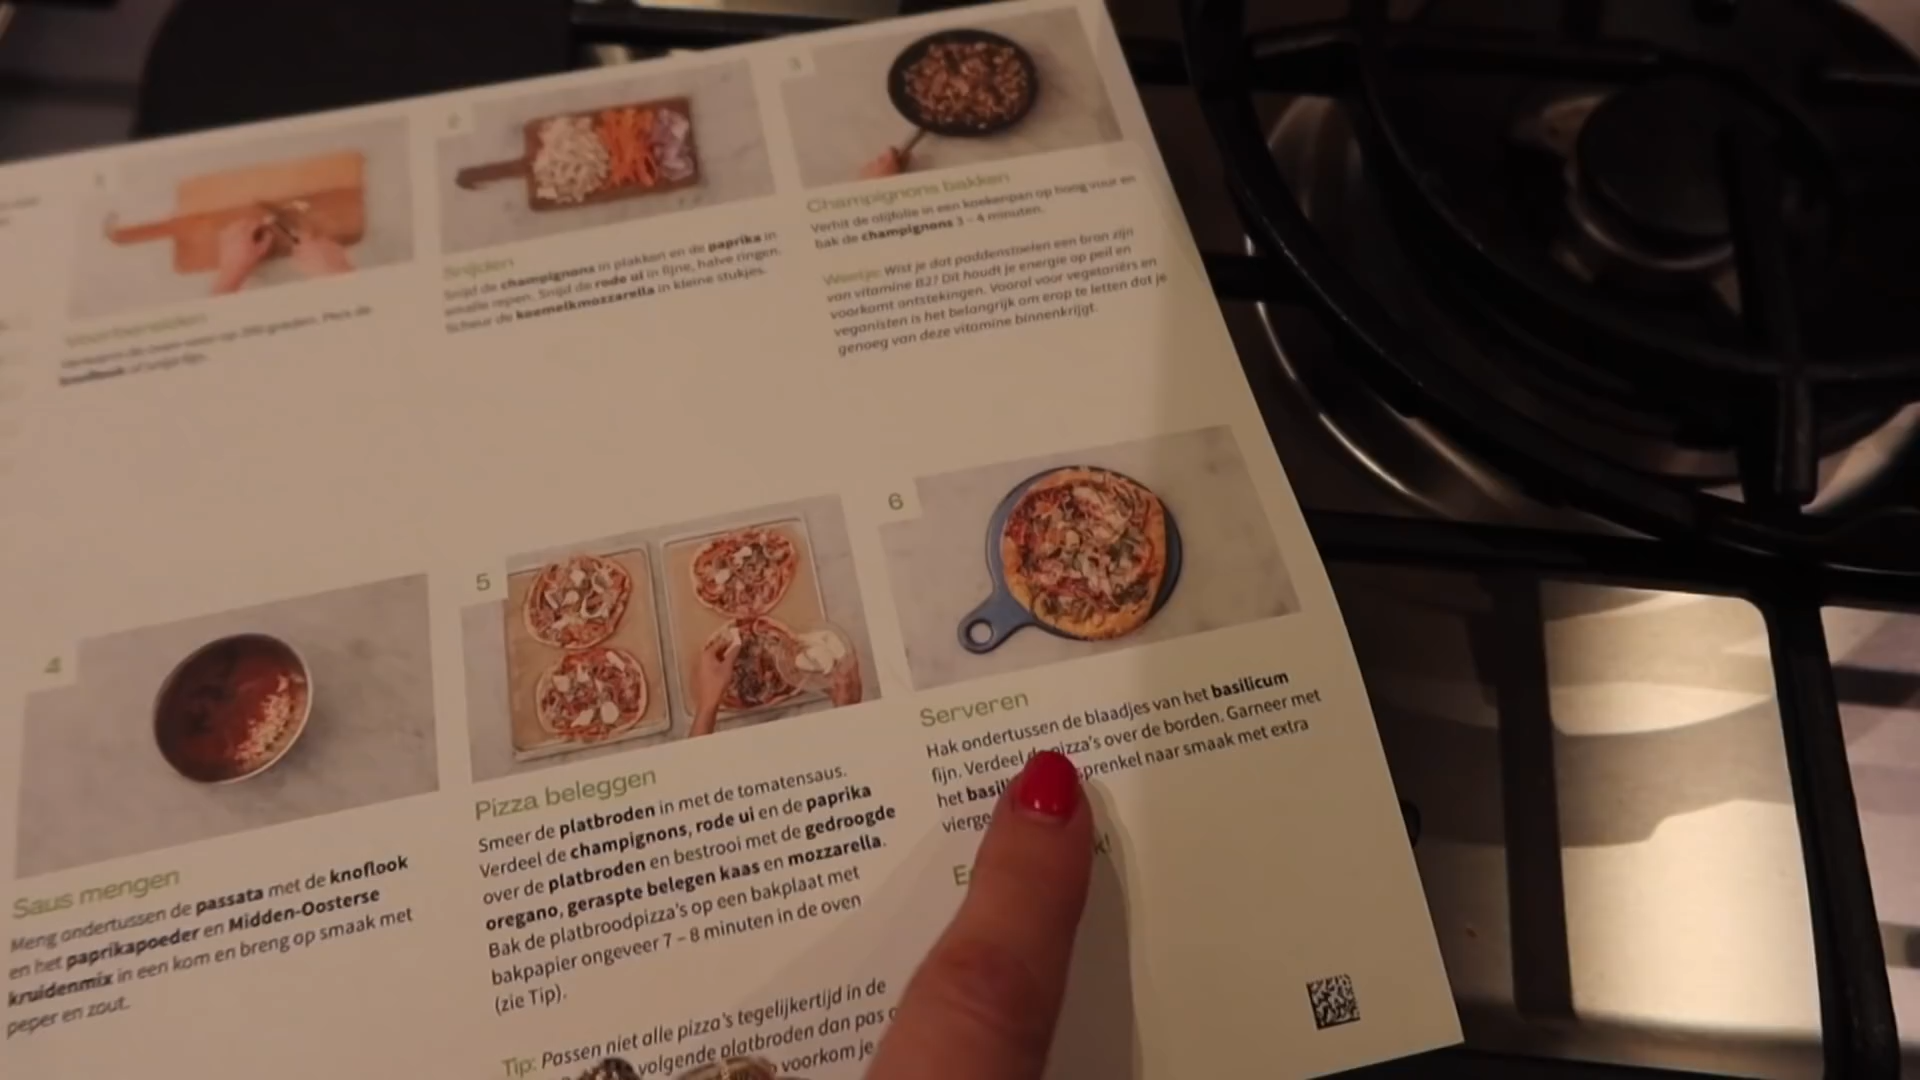 2
3
Voorbereiden
knoflook
Snijden
Snijd de champignons in plakken en de paprika in
smalle repen. Snijd de rode ui in fijne, halve ringen.
Scheur de koemelkmozzarella in kleine stukjes.
Champignons bakken
Verhit de olijfolie in een koekenpan op hoog vuur en
bak de champignons 3 – 4 minuten.
Weetje: Wist je dat paddenstoelen een bron zijn
van vitamine B2? Dit houdt je energie op peil en
voorkomt ontstekingen. Vooral voor vegetariërs en
veganisten is het belangrijk om erop te letten dat je
genoeg van deze vitamine binnenkrijgt.
4
Saus mengen
Meng ondertussen de passata met de knoflook
en het paprikapoeder en Midden-Oosterse
kruidenmix in een kom en breng op smaak met
peper en zout.
5
Pizza beleggen
Smeer de platbroden in met de tomatensaus.
Verdeel de champignons, rode ui en de paprika
over de platbroden en bestrooi met de gedroogde
oregano, geraspte belegen kaas en mozzarella.
Bak de platbroodpizza's op een bakplaat met
bakpapier ongeveer 7 – 8 minuten in de oven
(zie Tip).
Tip: Passen niet alle pizza's tegelijkertijd in de
volgende platbroden dan pas
voorkom je
6
Serveren
Hak ondertussen de blaadjes van het basilicum
fijn. Verdeel de pizza's over de borden. Garneer met
het sprenkel naar smaak met extra